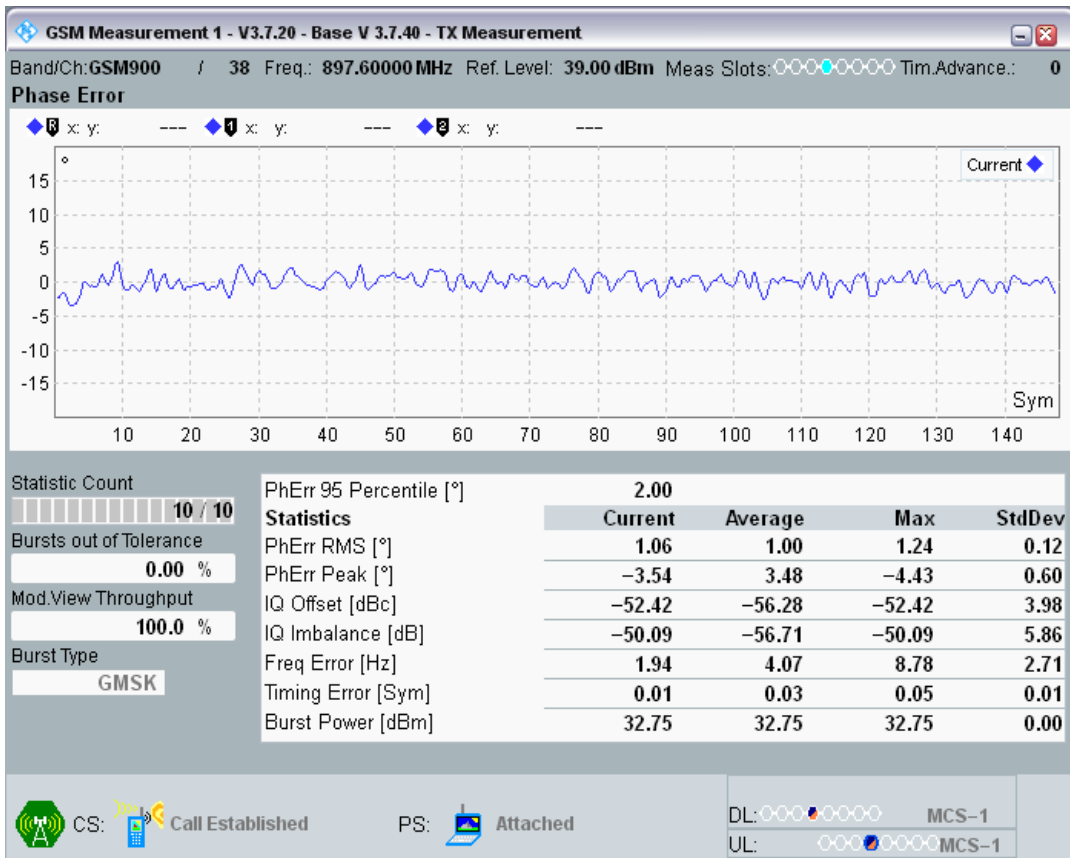 GSM Measurement 1 - V3.7.20 - Base V 3.7.40 - TX Measurement
Band/Ch:GSM900 / 38 Freq.: 897.60000 MHz Ref. Level: 39.00 dBm Meas Slots: Tim.Advance.: 0
Phase Error
R x: y: --- 1 x: y: --- 2 x: y: ---
°
Current
15
10
5
0
-5
-10
-15
Sym
10 20 30 40 50 60 70 80 90 100 110 120 130 140
Statistic Count
10 / 10
Bursts out of Tolerance
0.00 %
Mod.View Throughput
100.0 %
Burst Type
GMSK
PhErr 95 Percentile [°] 2.00
Statistics Current Average Max StdDev
PhErr RMS [°] 1.06 1.00 1.24 0.12
PhErr Peak [°] −3.54 3.48 −4.43 0.60
IQ Offset [dBc] −52.42 −56.28 −52.42 3.98
IQ Imbalance [dB] −50.09 −56.71 −50.09 5.86
Freq Error [Hz] 1.94 4.07 8.78 2.71
Timing Error [Sym] 0.01 0.03 0.05 0.01
Burst Power [dBm] 32.75 32.75 32.75 0.00
CS: Call Established PS: Attached
DL: MCS−1
UL: MCS−1